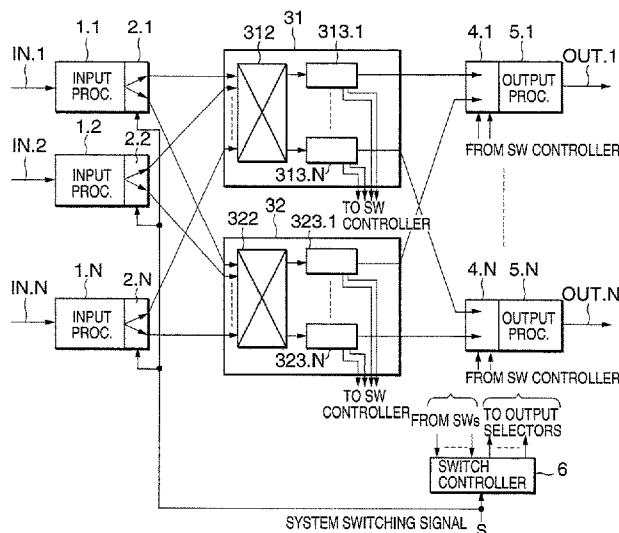 31
1.1
2.1
312
313.1
4.1
5.1
OUT.1
IN.1
INPUT
PROC.
OUTPUT
PROC.
1.2
2.2
IN.2
INPUT
PROC.
FROM SW CONTROLLER
313.N
TO SW
CONTROLLER
32
322
323.1
1.N
2.N
4.N
5.N
IN.N
OUT.N
INPUT
PROC.
OUTPUT
PROC.
323.N
TO SW
CONTROLLER
FROM SW CONTROLLER
FROM SWs
TO OUTPUT
SELECTORS
SWITCH
CONTROLLER
6
SYSTEM SWITCHING SIGNAL
S